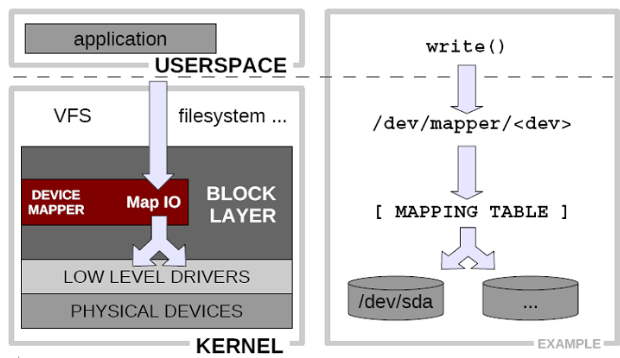 application
USERSPACE
VFS
filesystem ...
DEVICE
MAPPER
Map IO
BLOCK
LAYER
LOW LEVEL DRIVERS
PHYSICAL DEVICES
KERNEL
write()
/dev/mapper/<dev>
[ MAPPING TABLE ]
/dev/sda
...
EXAMPLE